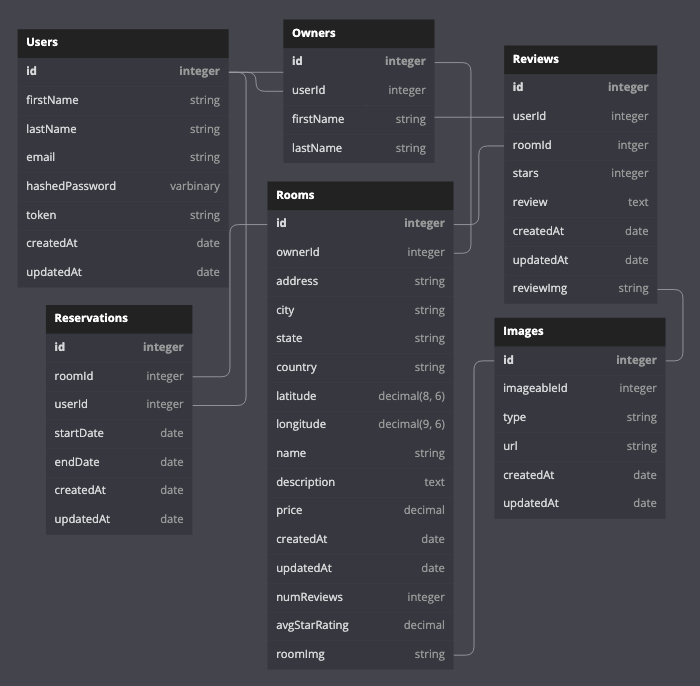 Users
id integer
firstName string
lastName string
email string
hashedPassword varbinary
token string
createdAt date
updatedAt date
Owners
id integer
userId integer
firstName string
lastName string
Reviews
id integer
userId integer
roomId intger
stars integer
review text
createdAt date
updatedAt date
reviewImg string
Rooms
id integer
ownerId integer
address string
city string
state string
country string
latitude decimal(8, 6)
longitude decimal(9, 6)
name string
description text
price decimal
createdAt date
updatedAt date
numReviews integer
avgStarRating decimal
roomImg string
Reservations
id integer
roomId integer
userId integer
startDate date
endDate date
createdAt date
updatedAt date
Images
id integer
imageableId integer
type string
url string
createdAt date
updatedAt date